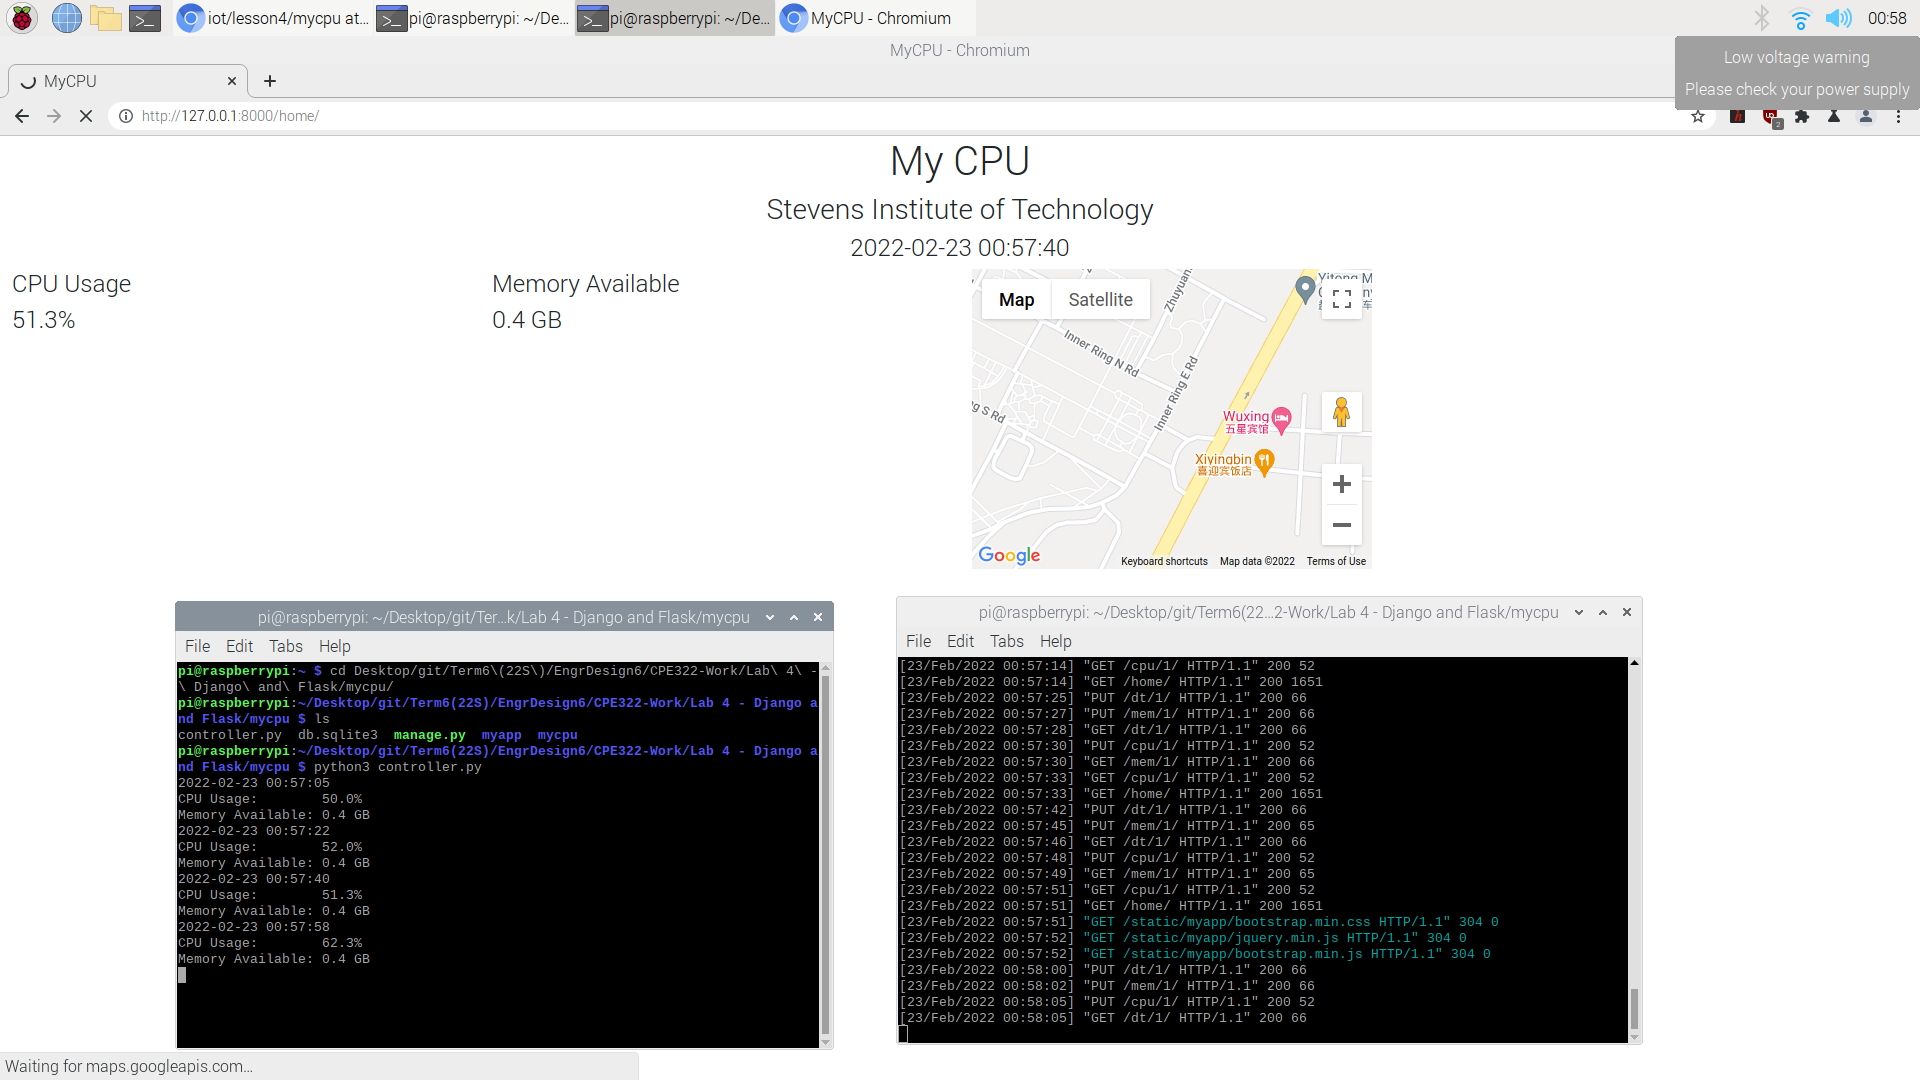 iot/lesson4/mycpu at...
pi@raspberrypi: ~/De...
pi@raspberrypi: ~/De...
MyCPU - Chromium
00:58
MyCPU - Chromium
Low voltage warning
Please check your power supply
MyCPU
http://127.0.0.1:8000/home/
2
My CPU
Stevens Institute of Technology
2022-02-23 00:57:40
CPU Usage
51.3%
Memory Available
0.4 GB
Map
Satellite
Zhuyuan
Inner Ring N Rd
Inner Ring E Rd
g S Rd
Wuxing
五星宾馆
Xiyingbin
喜迎宾饭店
Google
Keyboard shortcuts
Map data ©2022
Terms of Use
pi@raspberrypi: ~/Desktop/git/Ter...k/Lab 4 - Django and Flask/mycpu
File Edit Tabs Help
pi@raspberrypi:~ $ cd Desktop/git/Term6\(22S\)/EngrDesign6/CPE322-Work/Lab\ 4\ -
\ Django\ and\ Flask/mycpu/
pi@raspberrypi:~/Desktop/git/Term6(22S)/EngrDesign6/CPE322-Work/Lab 4 - Django a
nd Flask/mycpu $ ls
controller.py  db.sqlite3  manage.py  myapp  mycpu
pi@raspberrypi:~/Desktop/git/Term6(22S)/EngrDesign6/CPE322-Work/Lab 4 - Django a
nd Flask/mycpu $ python3 controller.py
2022-02-23 00:57:05
CPU Usage:        50.0%
Memory Available: 0.4 GB
2022-02-23 00:57:22
CPU Usage:        52.0%
Memory Available: 0.4 GB
2022-02-23 00:57:40
CPU Usage:        51.3%
Memory Available: 0.4 GB
2022-02-23 00:57:58
CPU Usage:        62.3%
Memory Available: 0.4 GB
pi@raspberrypi: ~/Desktop/git/Term6(22...2-Work/Lab 4 - Django and Flask/mycpu
File Edit Tabs Help
[23/Feb/2022 00:57:14] "GET /cpu/1/ HTTP/1.1" 200 52
[23/Feb/2022 00:57:14] "GET /home/ HTTP/1.1" 200 1651
[23/Feb/2022 00:57:25] "PUT /dt/1/ HTTP/1.1" 200 66
[23/Feb/2022 00:57:27] "PUT /mem/1/ HTTP/1.1" 200 66
[23/Feb/2022 00:57:28] "GET /dt/1/ HTTP/1.1" 200 66
[23/Feb/2022 00:57:30] "PUT /cpu/1/ HTTP/1.1" 200 52
[23/Feb/2022 00:57:30] "GET /mem/1/ HTTP/1.1" 200 66
[23/Feb/2022 00:57:33] "GET /cpu/1/ HTTP/1.1" 200 52
[23/Feb/2022 00:57:33] "GET /home/ HTTP/1.1" 200 1651
[23/Feb/2022 00:57:42] "PUT /dt/1/ HTTP/1.1" 200 66
[23/Feb/2022 00:57:45] "PUT /mem/1/ HTTP/1.1" 200 65
[23/Feb/2022 00:57:46] "GET /dt/1/ HTTP/1.1" 200 66
[23/Feb/2022 00:57:48] "PUT /cpu/1/ HTTP/1.1" 200 52
[23/Feb/2022 00:57:49] "GET /mem/1/ HTTP/1.1" 200 65
[23/Feb/2022 00:57:51] "GET /cpu/1/ HTTP/1.1" 200 52
[23/Feb/2022 00:57:51] "GET /home/ HTTP/1.1" 200 1651
[23/Feb/2022 00:57:51] "GET /static/myapp/bootstrap.min.css HTTP/1.1" 304 0
[23/Feb/2022 00:57:52] "GET /static/myapp/jquery.min.js HTTP/1.1" 304 0
[23/Feb/2022 00:57:52] "GET /static/myapp/bootstrap.min.js HTTP/1.1" 304 0
[23/Feb/2022 00:58:00] "PUT /dt/1/ HTTP/1.1" 200 66
[23/Feb/2022 00:58:02] "PUT /mem/1/ HTTP/1.1" 200 66
[23/Feb/2022 00:58:05] "PUT /cpu/1/ HTTP/1.1" 200 52
[23/Feb/2022 00:58:05] "GET /dt/1/ HTTP/1.1" 200 66
Waiting for maps.googleapis.com...